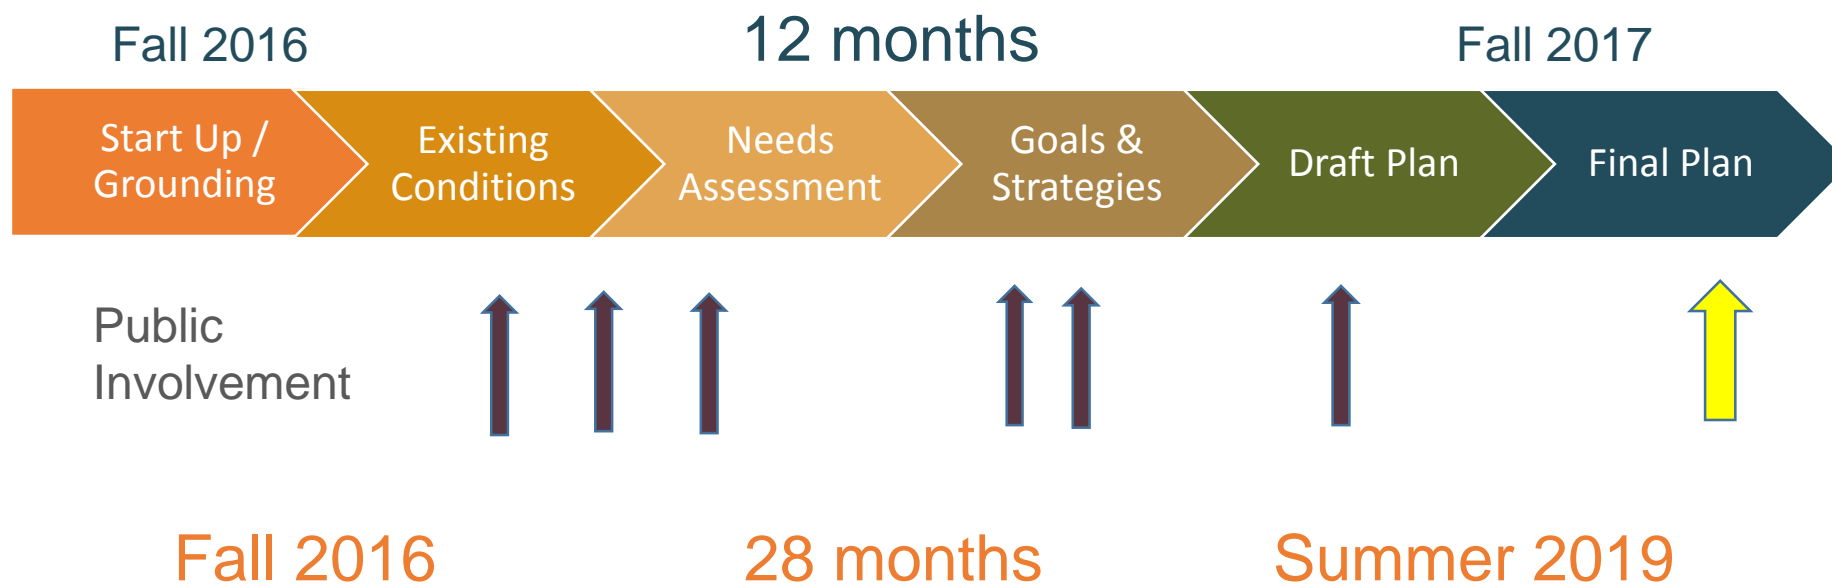 Fall 2016
12 months
Fall 2017
Start Up /
Grounding
Existing
Conditions
Needs
Assessment
Goals &
Strategies
Draft Plan
Final Plan
Public
Involvement
Fall 2016
28 months
Summer 2019